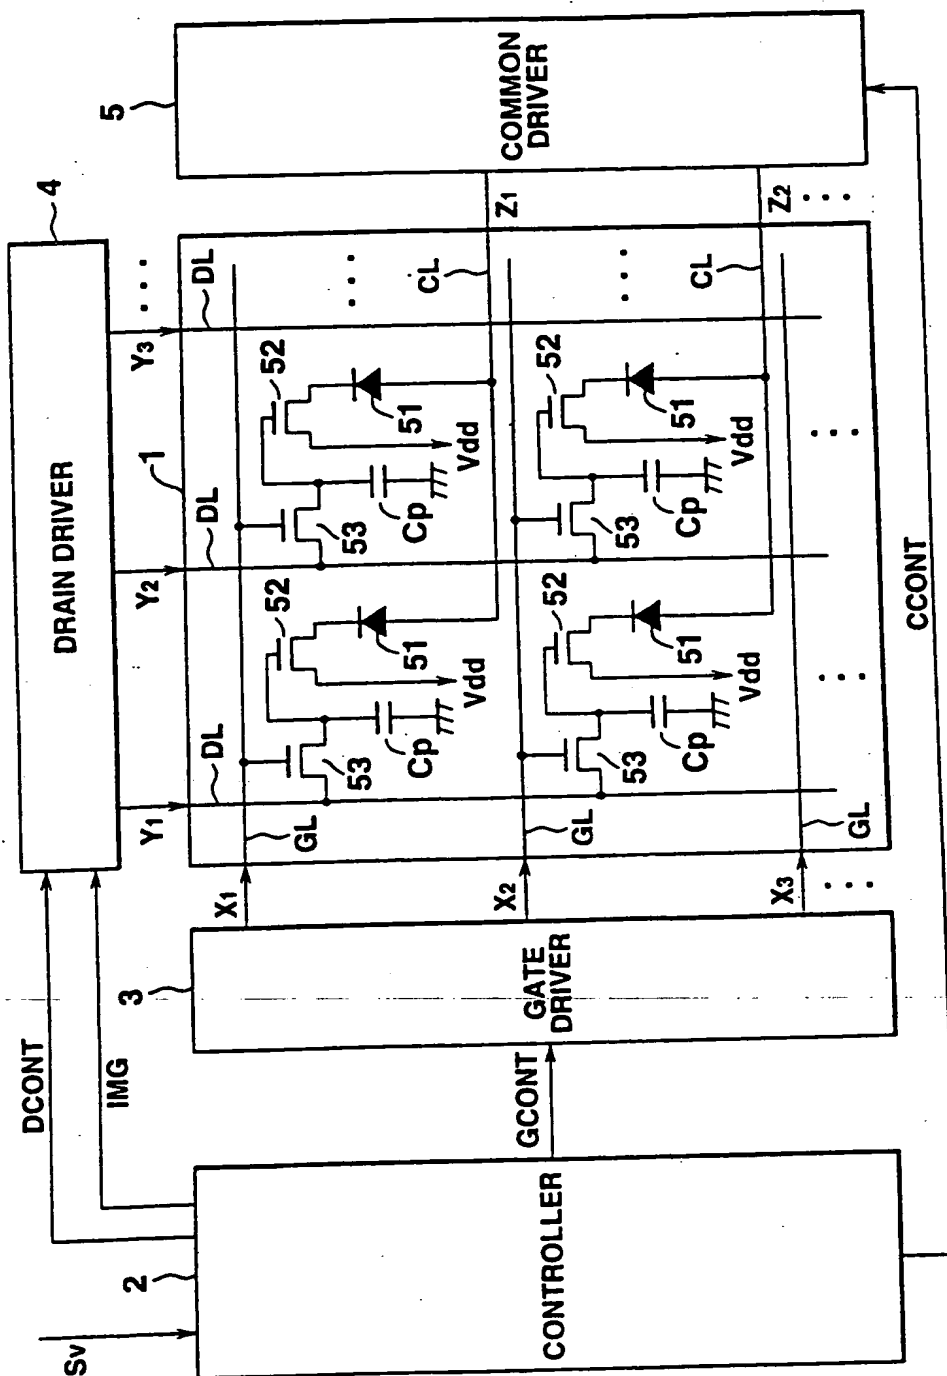 DRAIN DRIVER
4
DCONT
IMG
Y1
Y2
Y3
• • •
DL
DL
DL
1
5
COMMON
DRIVER
Sv
2
CONTROLLER
GCONT
3
GATE
DRIVER
X1
GL
53
Cp
52
51
Vdd
53
Cp
52
51
Vdd
• • •
CL
Z1
X2
GL
53
Cp
52
51
Vdd
53
Cp
52
51
Vdd
• • •
CL
Z2
• • •
X3
GL
• • •
• • •
• • •
CCONT